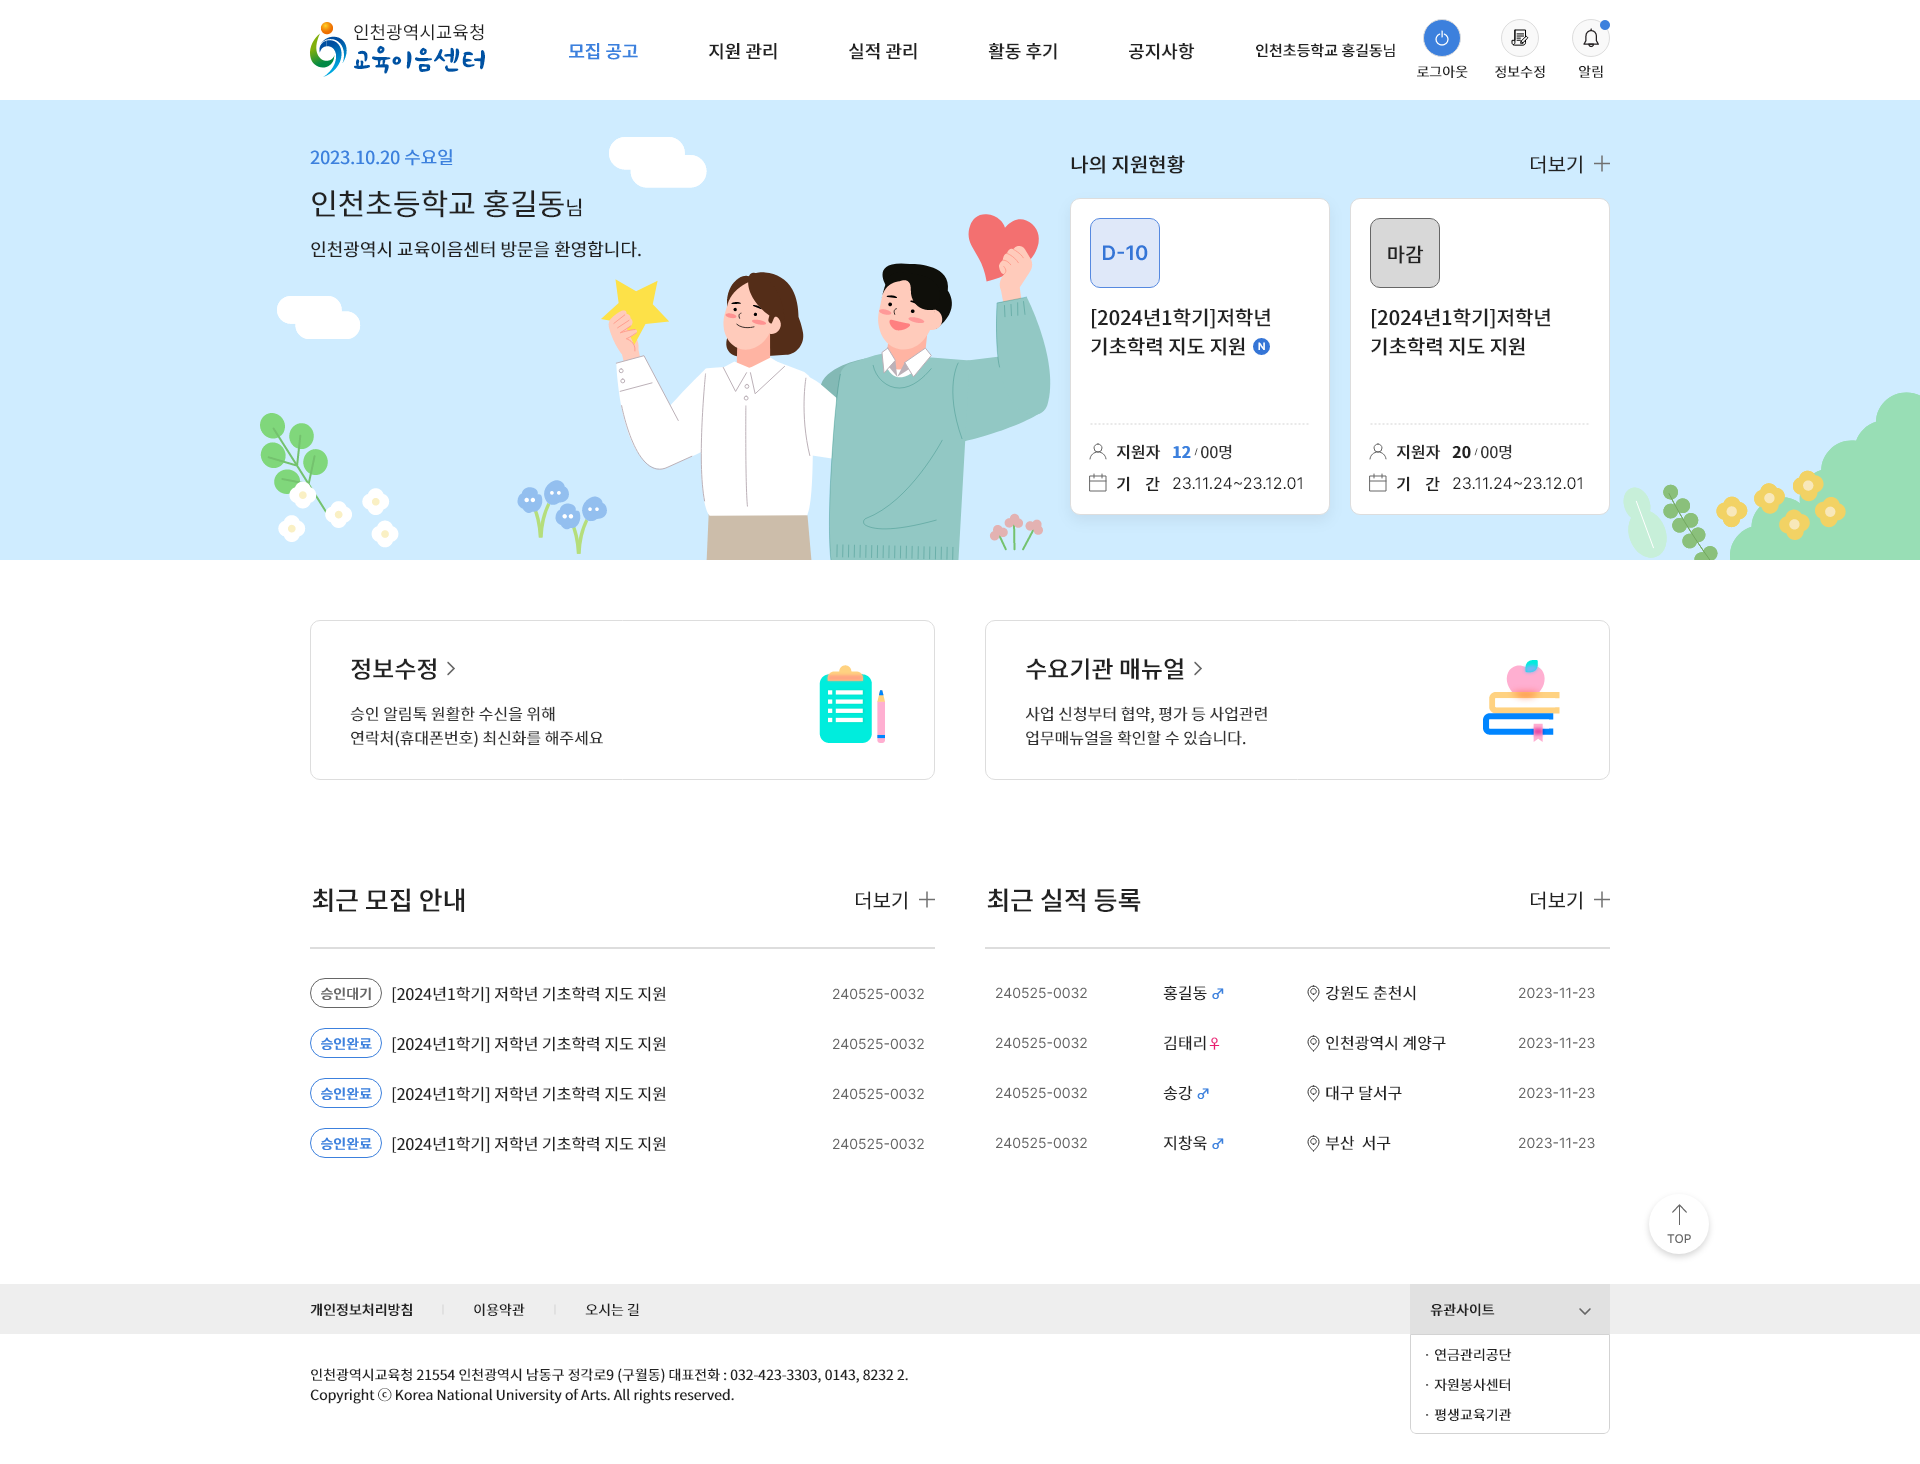 인천광역시교육청
교육이음센터
모집 공고
지원 관리
실적 관리
활동 후기
공지사항
인천초등학교 홍길동님
로그아웃
정보수정
알림
2023.10.20 수요일
인천초등학교 홍길동님
인천광역시 교육이음센터 방문을 환영합니다.
나의 지원현황
더보기
D-10
[2024년1학기]저학년
기초학력 지도 지원 N
지원자 12 / 00명
기 간 23.11.24~23.12.01
마감
[2024년1학기]저학년
기초학력 지도 지원
지원자 20 / 00명
기 간 23.11.24~23.12.01
정보수정
승인 알림톡 원활한 수신을 위해
연락처(휴대폰번호) 최신화를 해주세요
수요기관 매뉴얼
사업 신청부터 협약, 평가 등 사업관련
업무매뉴얼을 확인할 수 있습니다.
최근 모집 안내
더보기
승인대기 [2024년1학기] 저학년 기초학력 지도 지원 240525-0032
승인완료 [2024년1학기] 저학년 기초학력 지도 지원 240525-0032
승인완료 [2024년1학기] 저학년 기초학력 지도 지원 240525-0032
승인완료 [2024년1학기] 저학년 기초학력 지도 지원 240525-0032
최근 실적 등록
더보기
240525-0032 홍길동 ♂ 강원도 춘천시 2023-11-23
240525-0032 김태리♀ 인천광역시 계양구 2023-11-23
240525-0032 송강 ♂ 대구 달서구 2023-11-23
240525-0032 지창욱 ♂ 부산 서구 2023-11-23
TOP
개인정보처리방침
이용약관
오시는 길
유관사이트
· 연금관리공단
· 자원봉사센터
· 평생교육기관
인천광역시교육청 21554 인천광역시 남동구 정각로9 (구월동) 대표전화 : 032-423-3303, 0143, 8232 2.
Copyright ⓒ Korea National University of Arts. All rights reserved.